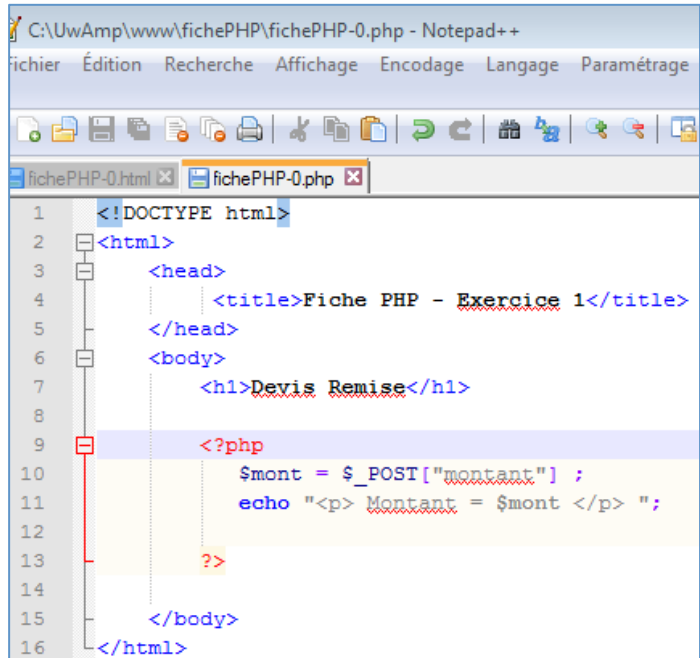 C:\UwAmp\www\fichePHP\fichePHP-0.php - Notepad++
Fichier Édition Recherche Affichage Encodage Langage Paramétrage
fichePHP-0.html fichePHP-0.php
1 <!DOCTYPE html>
2 <html>
3 <head>
4 <title>Fiche PHP - Exercice 1</title>
5 </head>
6 <body>
7 <h1>Devis Remise</h1>
8
9 <?php
10 $mont = $_POST["montant"] ;
11 echo "<p> Montant = $mont </p> ";
12
13 ?>
14
15 </body>
16 </html>